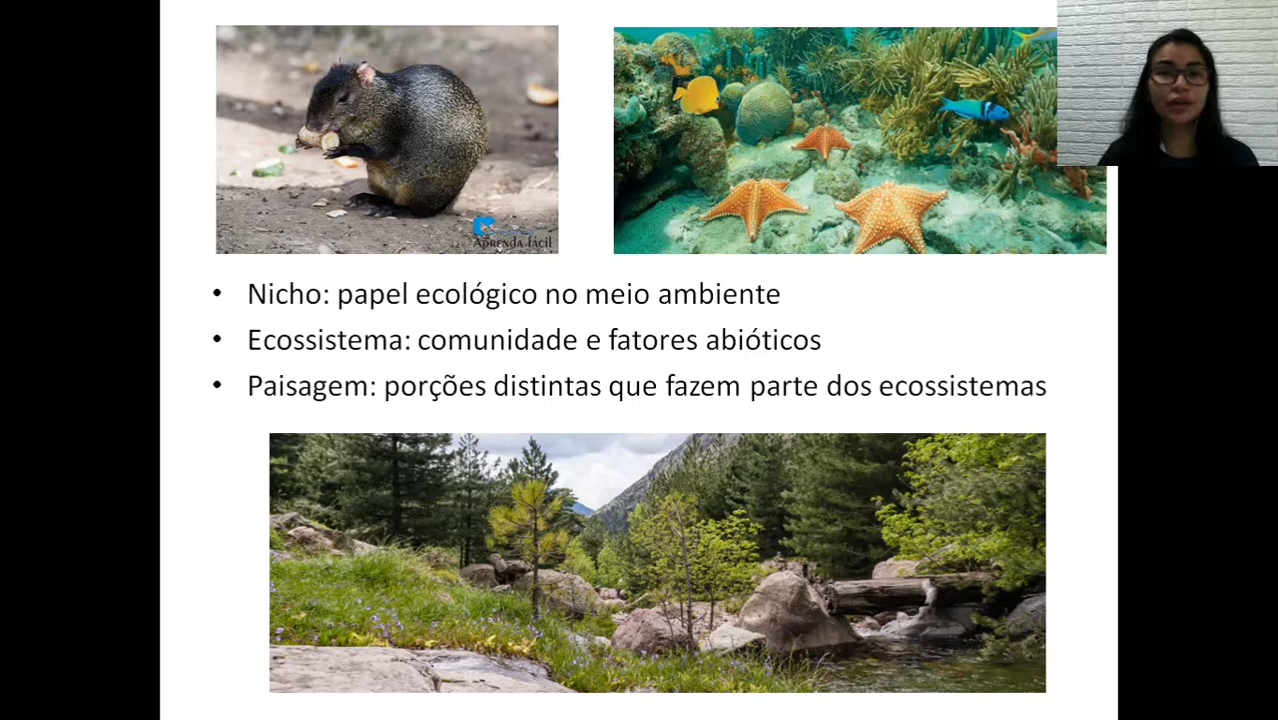 Aprenda Fácil
• Nicho: papel ecológico no meio ambiente
• Ecossistema: comunidade e fatores abióticos
• Paisagem: porções distintas que fazem parte dos ecossistemas